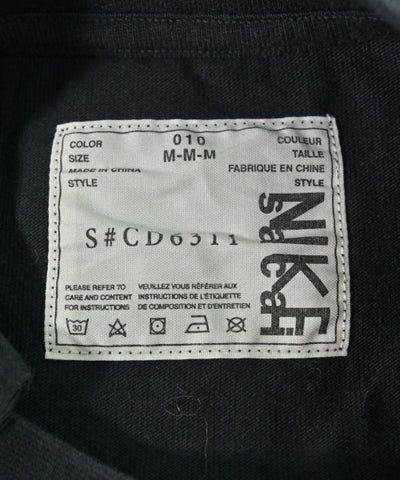 COLOR 010 COULEUR
SIZE M-M-M TAILLE
MADE IN CHINA FABRIQUE EN CHINE
STYLE STYLE
S#CD6311
NIKE
sacai
PLEASE REFER TO VEUILLEZ VOUS RÉFÉRER AUX
CARE AND CONTENT INSTRUCTIONS DE L'ÉTIQUETTE
FOR INSTRUCTIONS DE COMPOSITION ET D'ENTRETIEN
30